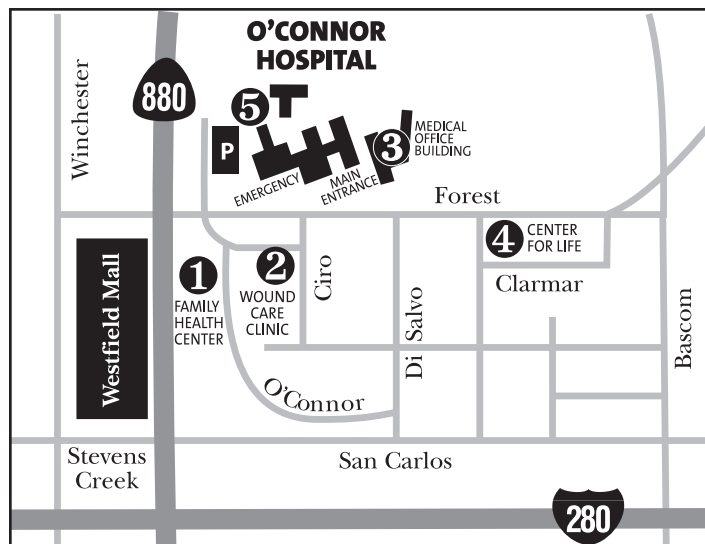 O'CONNOR
HOSPITAL
Winchester
880
5
P
EMERGENCY
MAIN
ENTRANCE
3
MEDICAL
OFFICE
BUILDING
Forest
Westfield Mall
1
FAMILY
HEALTH
CENTER
2
WOUND
CARE
CLINIC
Ciro
Di Salvo
4
CENTER
FOR LIFE
Clarmar
Bascom
O'Connor
Stevens
Creek
San Carlos
280